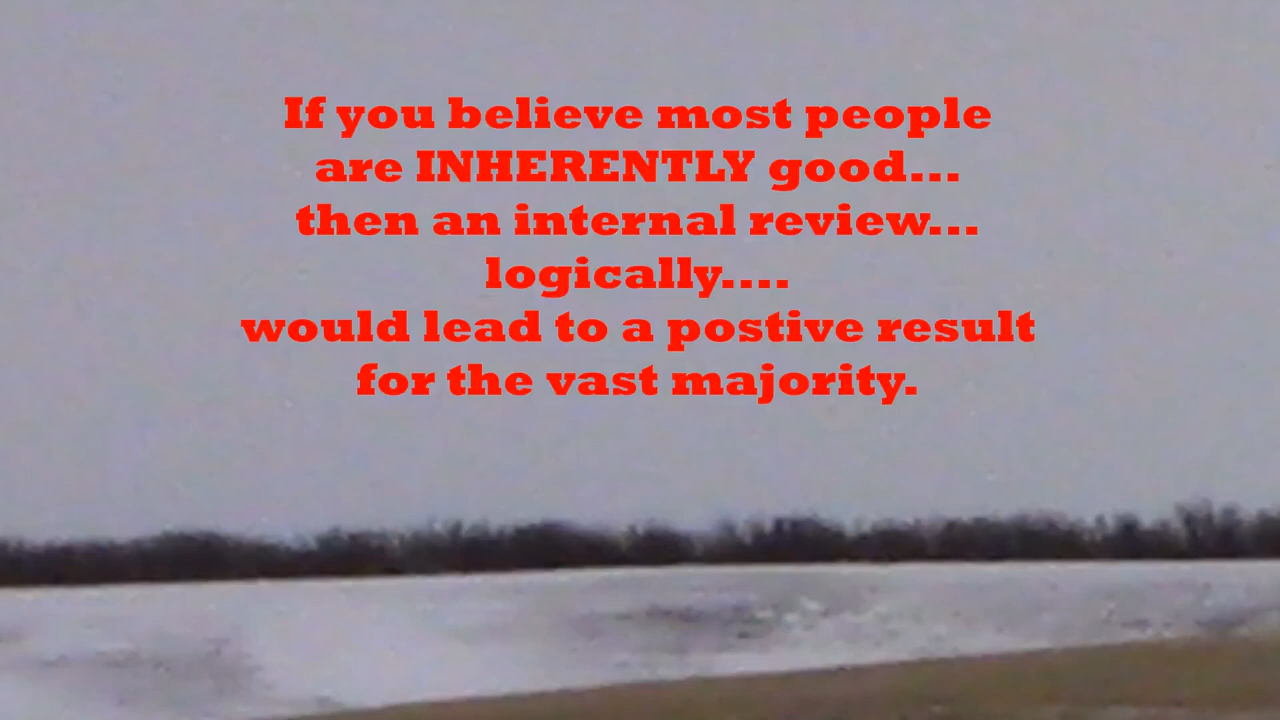 If you believe most people
are INHERENTLY good...
then an internal review...
logically....
would lead to a postive result
for the vast majority.